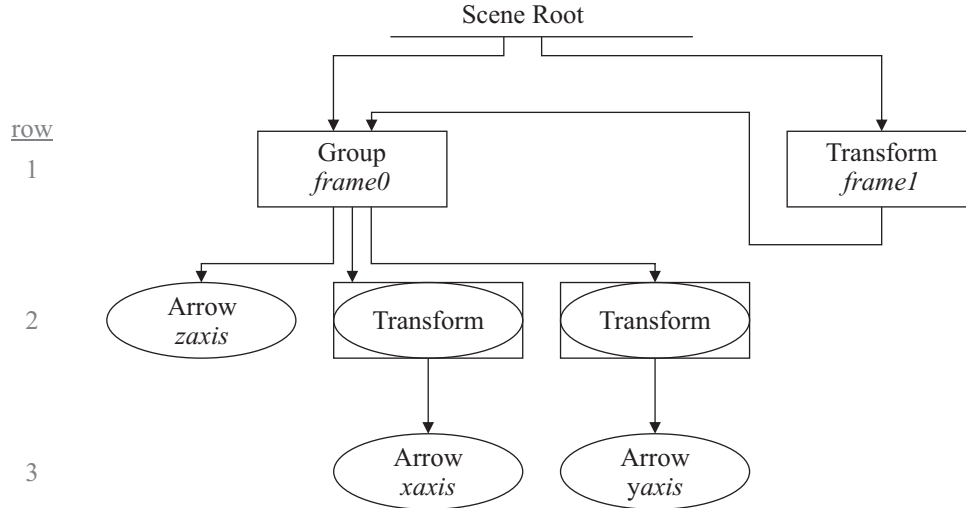 Scene Root
row
1
Group
frame0
Transform
frame1
2
Arrow
zaxis
Transform
Transform
3
Arrow
xaxis
Arrow
yaxis